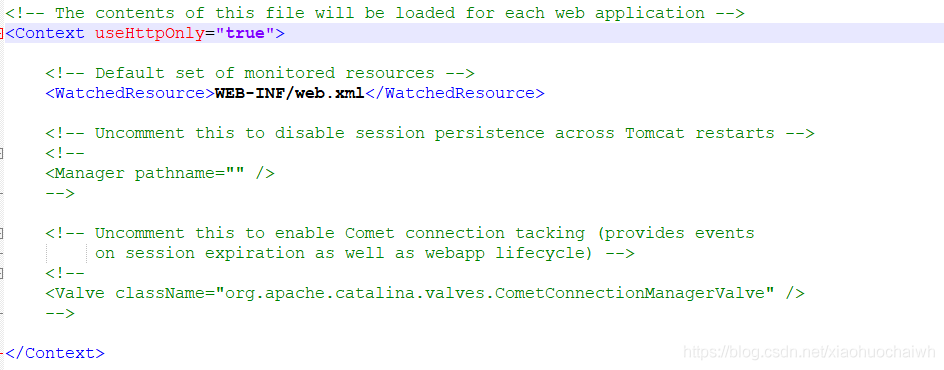 <!-- The contents of this file will be loaded for each web application -->
<Context useHttpOnly="true">
<!-- Default set of monitored resources -->
<WatchedResource>WEB-INF/web.xml</WatchedResource>
<!-- Uncomment this to disable session persistence across Tomcat restarts -->
<!--
<Manager pathname="" />
-->
<!-- Uncomment this to enable Comet connection tacking (provides events
on session expiration as well as webapp lifecycle) -->
<!--
<Valve className="org.apache.catalina.valves.CometConnectionManagerValve" />
-->
</Context>
https://blog.csdn.net/xiaohuochaiwh